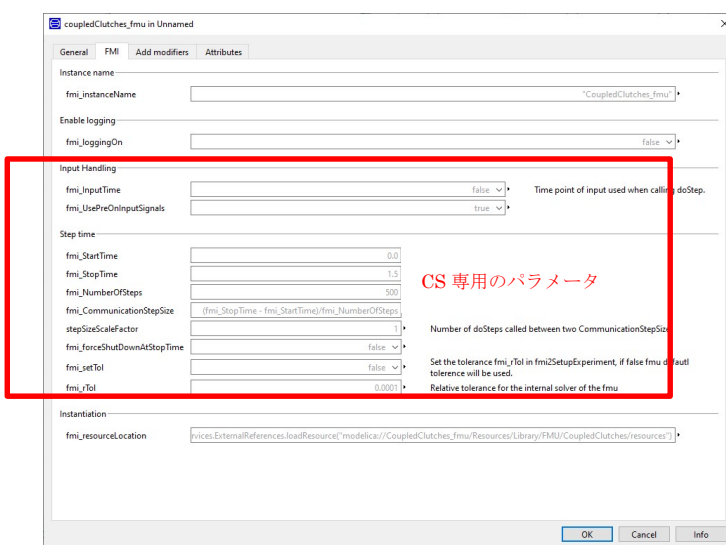 coupledClutches_fmu in Unnamed
General FMI Add modifiers Attributes
Instance name
fmi_instanceName "CoupledClutches_fmu"
Enable logging
fmi_loggingOn false
Input Handling
fmi_InputTime false Time point of input used when calling doStep.
fmi_UsePreOnInputSignals true
Step time
fmi_StartTime 0.0
fmi_StopTime 1.5
fmi_NumberOfSteps 500
CS 専用のパラメータ
fmi_CommunicationStepSize (fmi_StopTime - fmi_StartTime)/fmi_NumberOfSteps
stepSizeScaleFactor 1 Number of doSteps called between two CommunicationStepSize
fmi_forceShutDownAtStopTime false
fmi_setTol false Set the tolerance fmi_rTol in fmi2SetupExperiment, if false fmu defautl
tolerence will be used.
fmi_rTol 0.0001 Relative tolerance for the internal solver of the fmu
Instantiation
fmi_resourceLocation rvices.ExternalReferences.loadResource("modelica://CoupledClutches_fmu/Resources/Library/FMU/CoupledClutches/resources")
OK Cancel Info